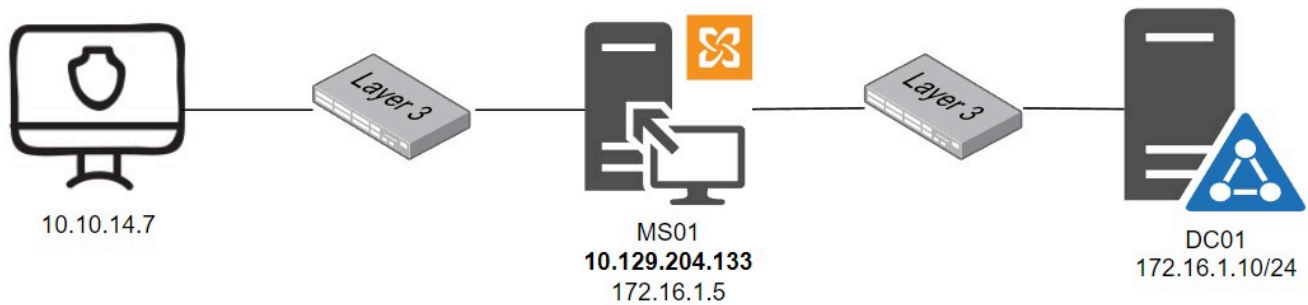 Layer 3
Layer 3
10.10.14.7
MS01
10.129.204.133
172.16.1.5
DC01
172.16.1.10/24